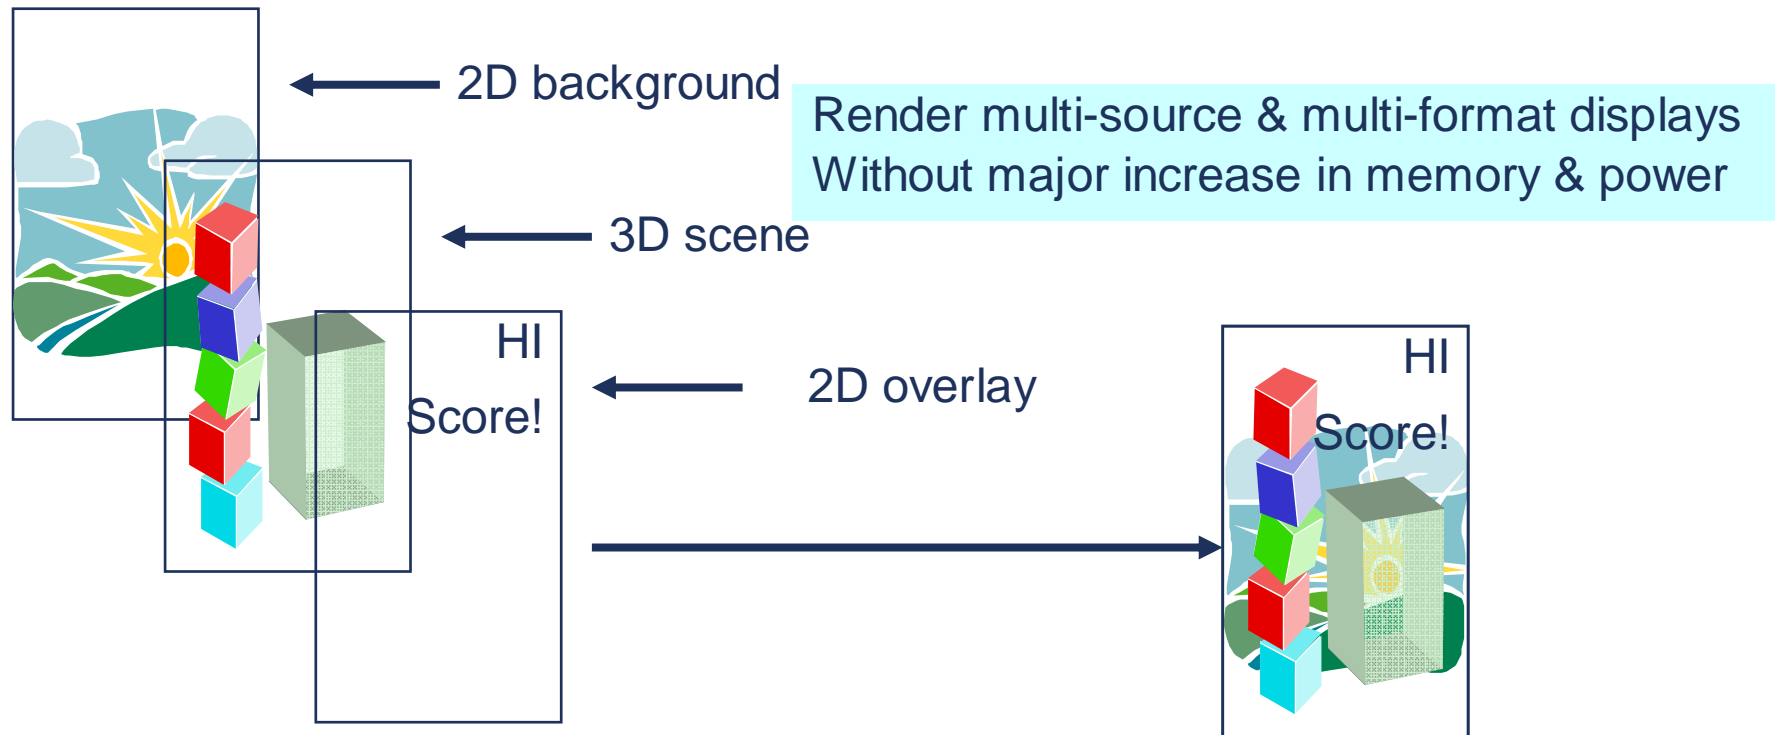 2D background
Render multi-source & multi-format displays
Without major increase in memory & power
3D scene
HI
Score!
2D overlay
HI
Score!